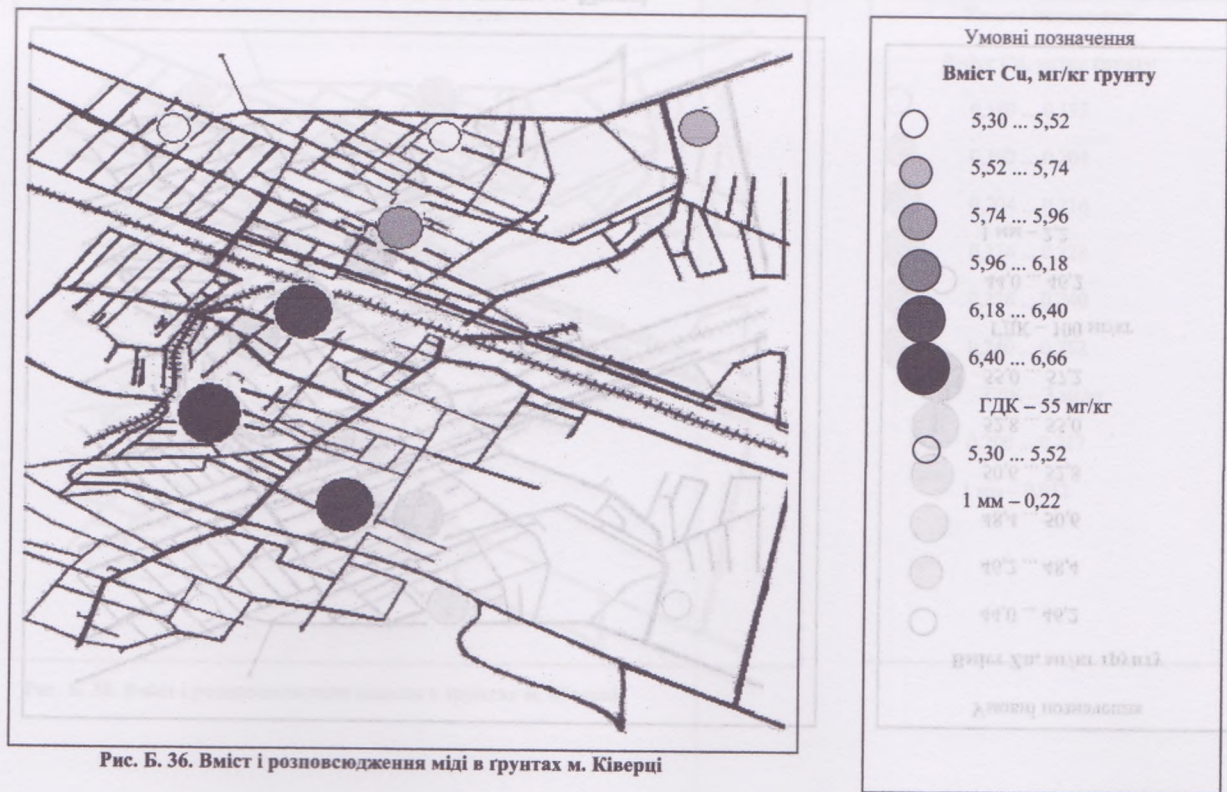 Умовні позначення
Вміст Cu, мг/кг ґрунту
5,30 ... 5,52
5,52 ... 5,74
5,74 ... 5,96
5,96 ... 6,18
6,18 ... 6,40
6,40 ... 6,66
ГДК – 55 мг/кг
5,30 ... 5,52
1 мм – 0,22
Рис. Б. 36. Вміст і розповсюдження міді в ґрунтах м. Ківерці